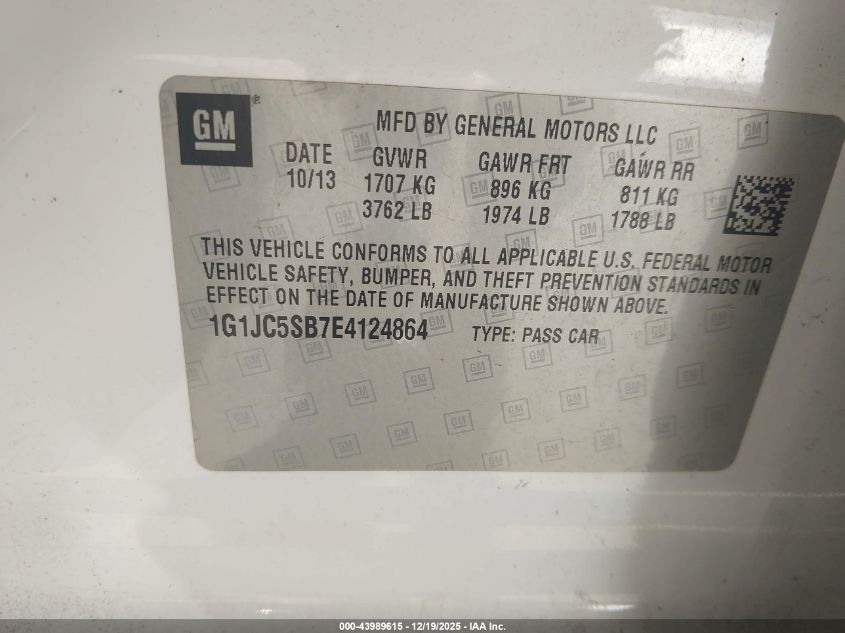 GM ®
MFD BY GENERAL MOTORS LLC
DATE GVWR GAWR FRT GAWR RR
10/13 1707 KG 896 KG 811 KG
3762 LB 1974 LB 1788 LB
THIS VEHICLE CONFORMS TO ALL APPLICABLE U.S. FEDERAL MOTOR
VEHICLE SAFETY, BUMPER, AND THEFT PREVENTION STANDARDS IN
EFFECT ON THE DATE OF MANUFACTURE SHOWN ABOVE.
1G1JC5SB7E4124864 TYPE: PASS CAR
000-43989615 - 12/19/2025 - IAA Inc.